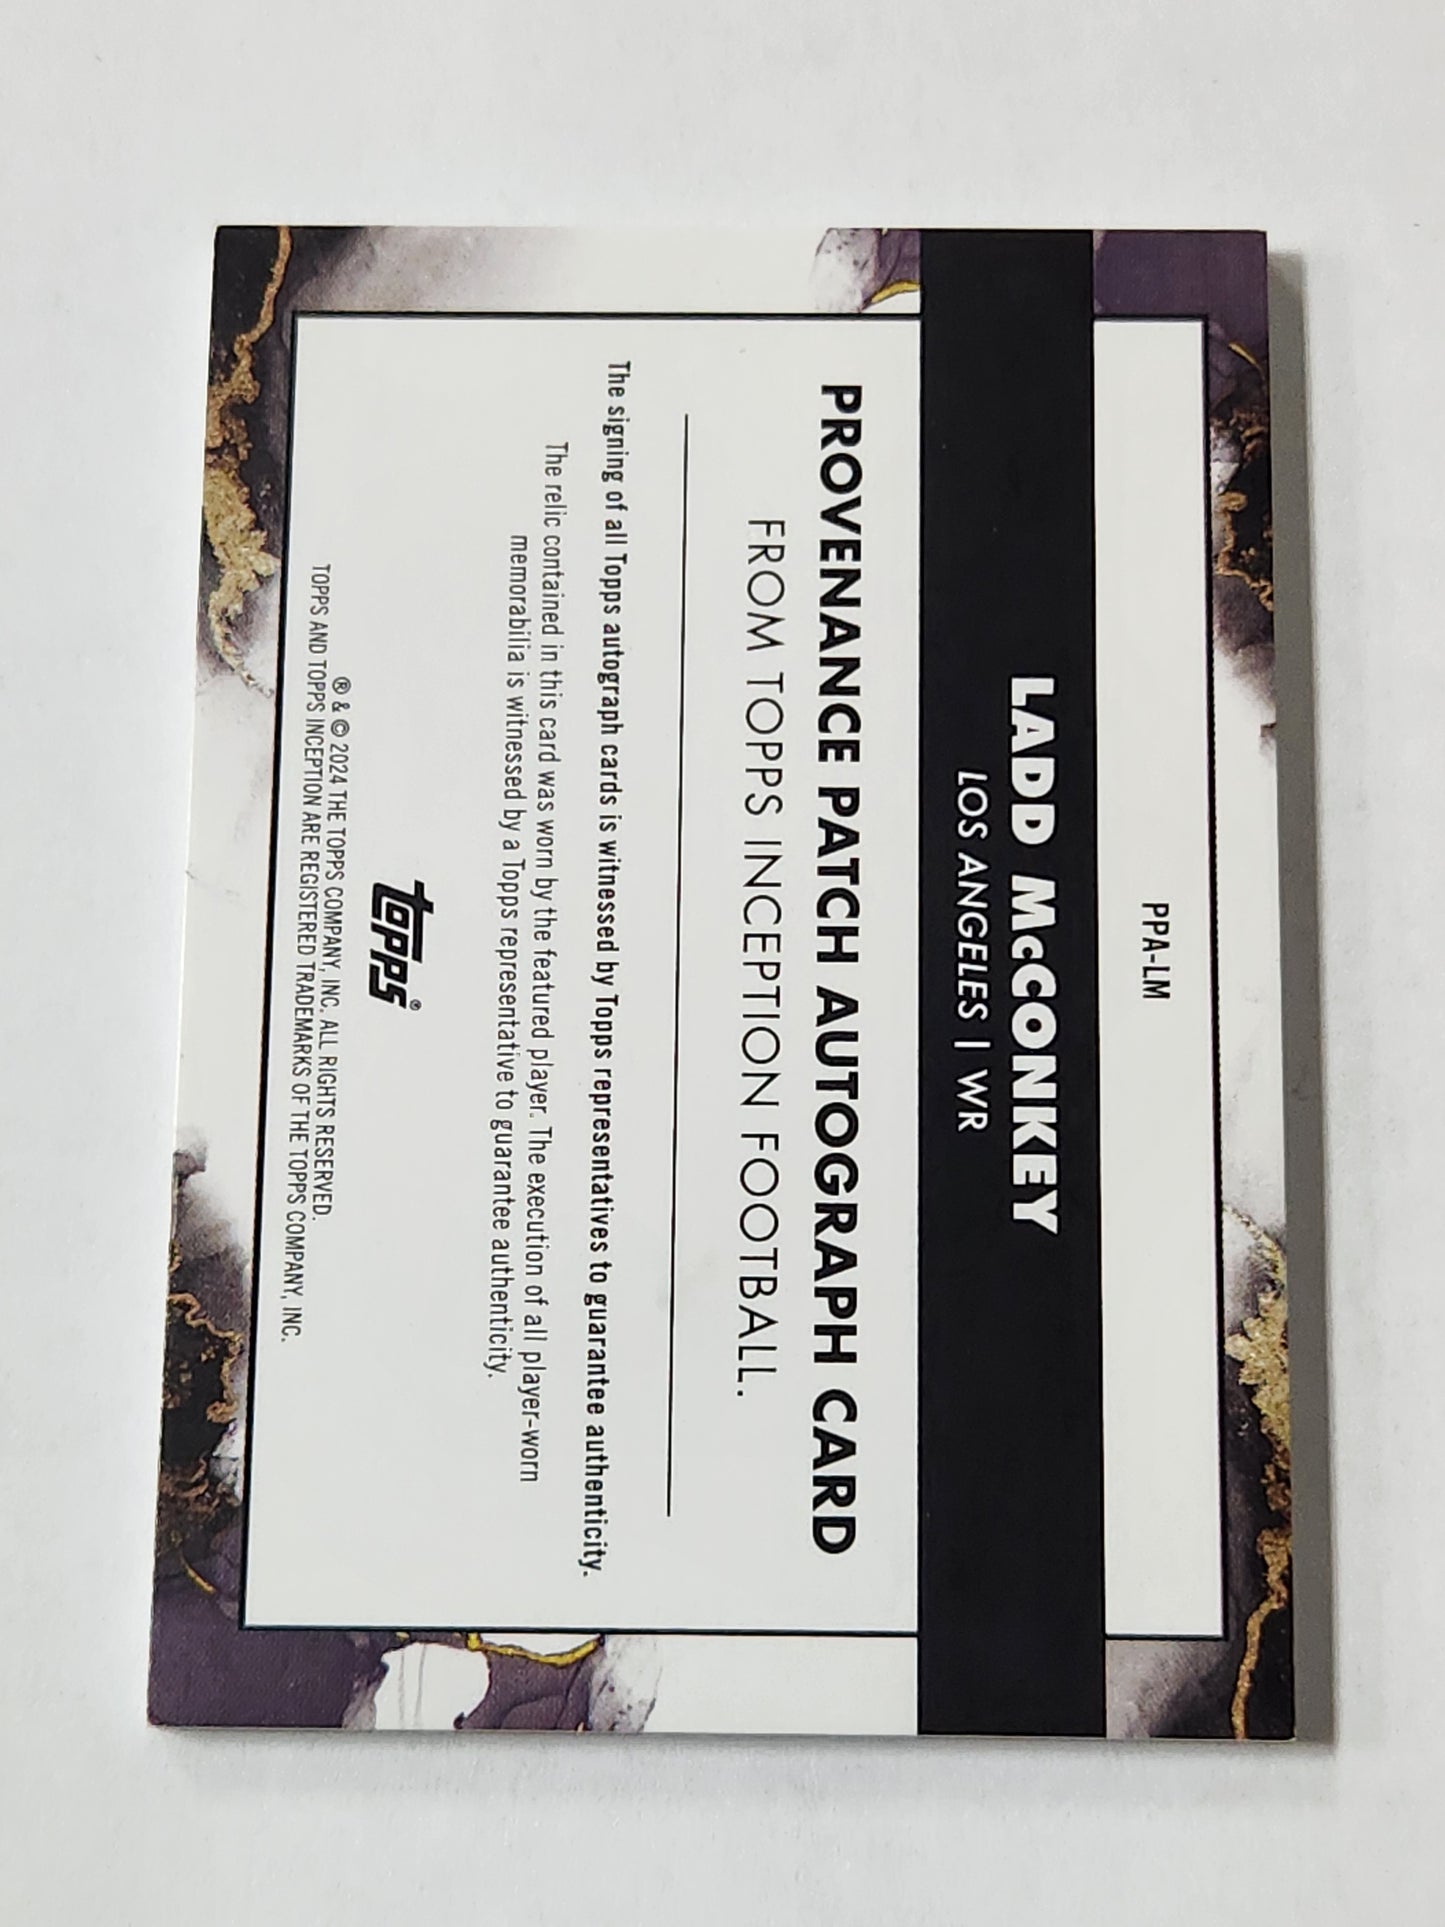 PPA-LM
LADD McCONKEY
LOS ANGELES | WR
PROVENANCE PATCH AUTOGRAPH CARD
FROM TOPPS INCEPTION FOOTBALL.
The signing of all Topps autograph cards is witnessed by Topps representatives to guarantee authenticity.
The relic contained in this card was worn by the featured player. The execution of all player-worn
memorabilia is witnessed by a Topps representative to guarantee authenticity.
topps®
® & © 2024 THE TOPPS COMPANY, INC. ALL RIGHTS RESERVED.
TOPPS AND TOPPS INCEPTION ARE REGISTERED TRADEMARKS OF THE TOPPS COMPANY, INC.